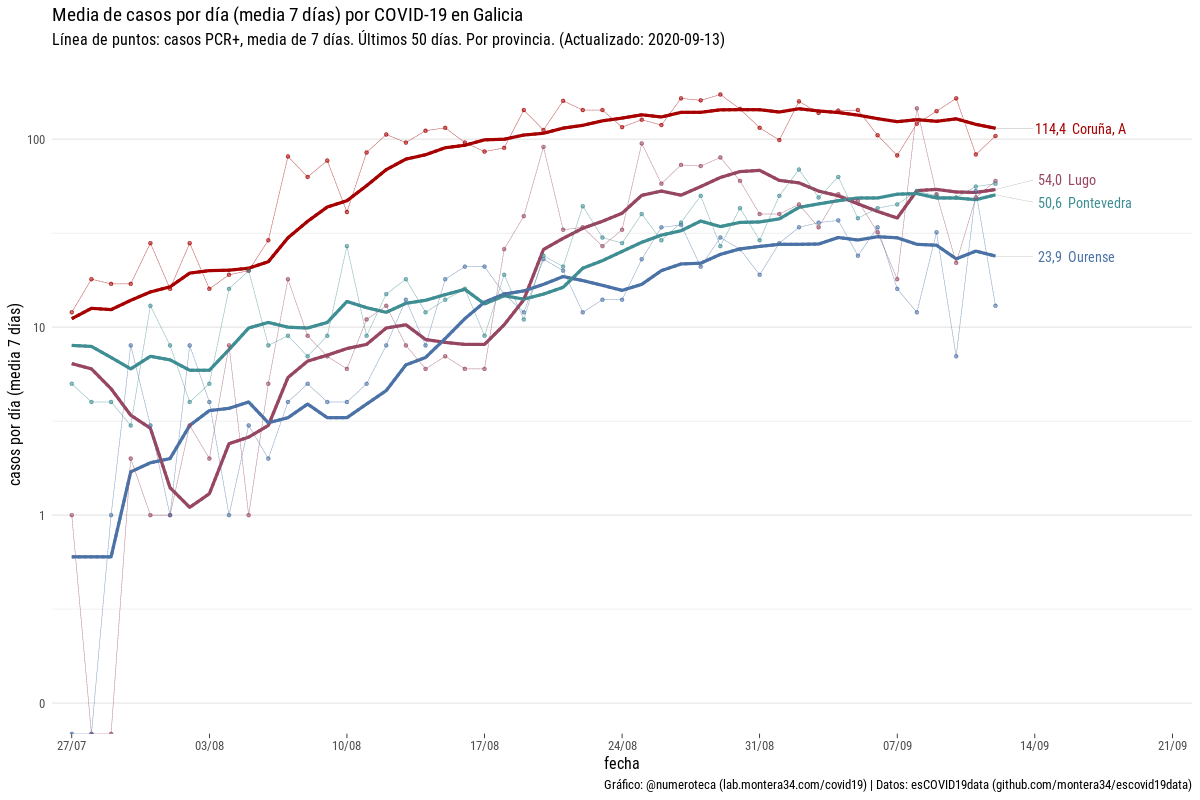 Media de casos por día (media 7 días) por COVID-19 en Galicia
Línea de puntos: casos PCR+, media de 7 días. Últimos 50 días. Por provincia. (Actualizado: 2020-09-13)
casos por día (media 7 días)
100
10
1
0
114,4 Coruña, A
54,0 Lugo
50,6 Pontevedra
23,9 Ourense
27/07 03/08 10/08 17/08 24/08 31/08 07/09 14/09 21/09
fecha
Gráfico: @numeroteca (lab.montera34.com/covid19) | Datos: esCOVID19data (github.com/montera34/escovid19data)